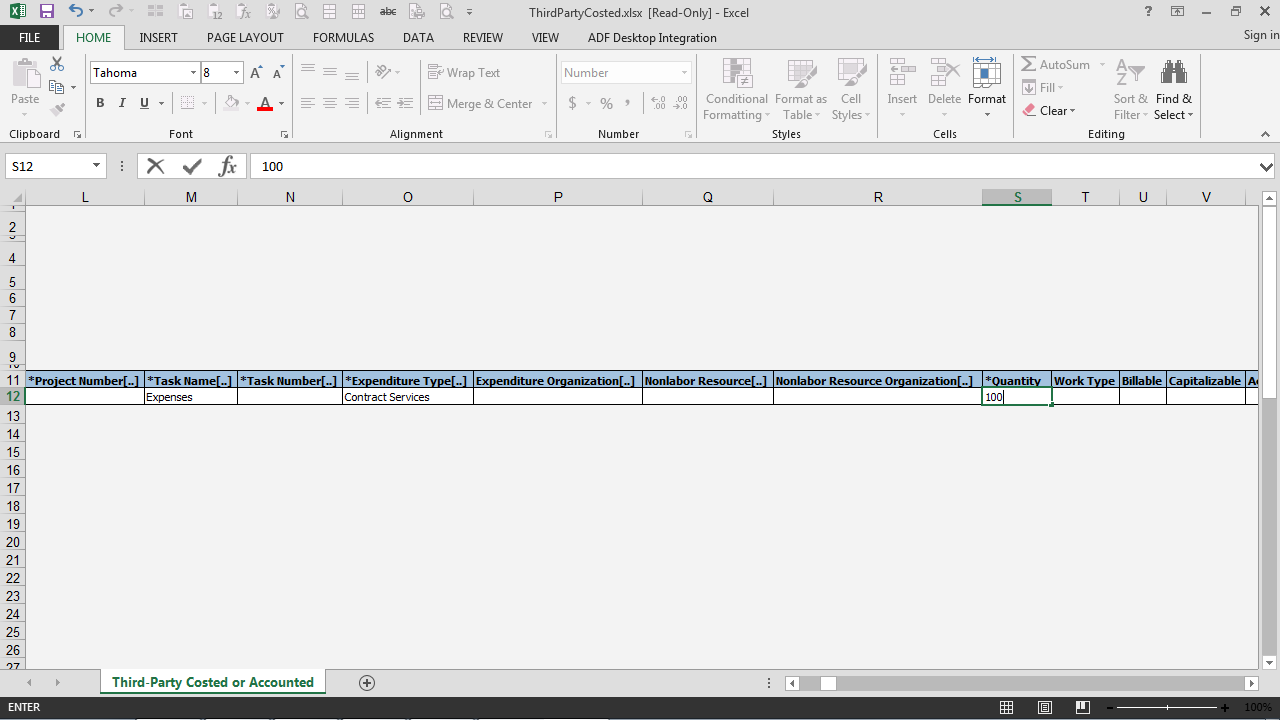 ThirdPartyCosted.xlsx [Read-Only] - Excel
FILE HOME INSERT PAGE LAYOUT FORMULAS DATA REVIEW VIEW ADF Desktop Integration Sign in
Tahoma 8 Wrap Text Number AutoSum
Paste B I U A Merge & Center $ % Conditional Formatting Format as Table Cell Styles Insert Delete Format Fill Clear Sort & Filter Find & Select
Clipboard Font Alignment Number Styles Cells Editing
S12 fx 100
L M N O P Q R S T U V
2
4
5
6
7
8
9
11 *Project Number[..] *Task Name[..] *Task Number[..] *Expenditure Type[..] Expenditure Organization[..] Nonlabor Resource[..] Nonlabor Resource Organization[..] *Quantity Work Type Billable Capitalizable
12 Expenses Contract Services 100
13
14
15
16
17
18
19
20
21
22
23
24
25
26
27
Third-Party Costed or Accounted
ENTER 100%